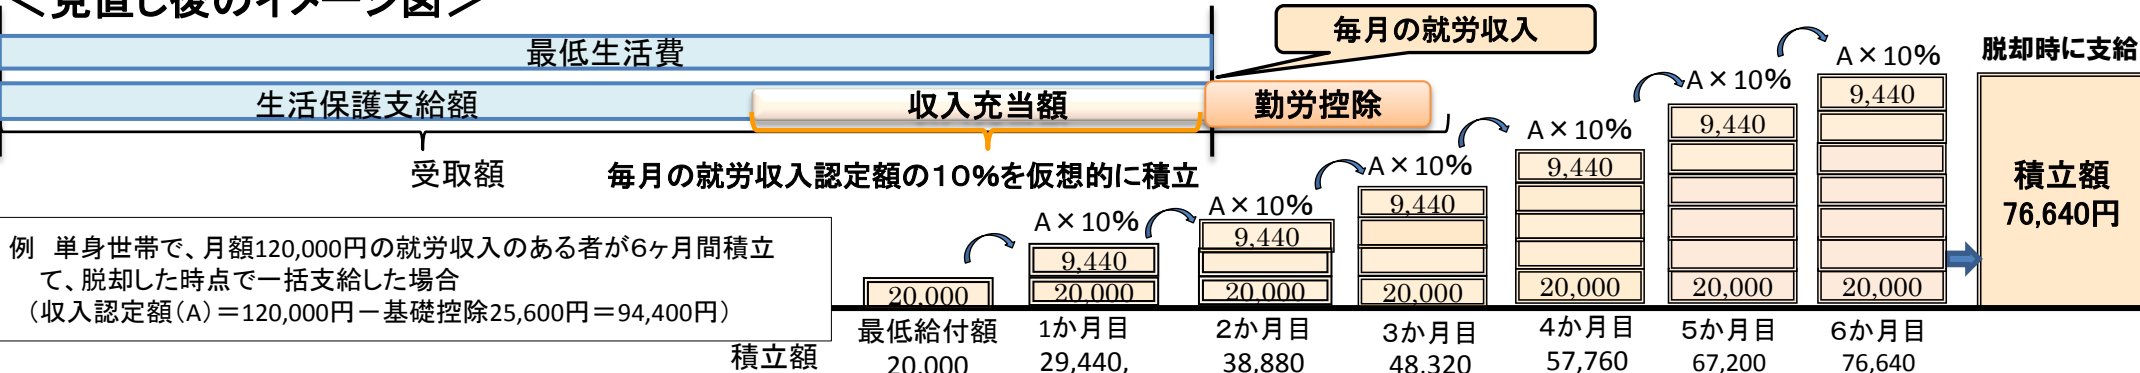 ＜見直し後のイメージ図＞
最低生活費
毎月の就労収入
生活保護支給額
収入充当額
勤労控除
受取額
毎月の就労収入認定額の１０％を仮想的に積立
例　単身世帯で、月額120,000円の就労収入のある者が６ヶ月間積立
て、脱却した時点で一括支給した場合
（収入認定額（A）＝120,000円－基礎控除25,600円＝94,400円）
20,000
最低給付額
積立額
20,000
A×10％
9,440
20,000
1か月目
29,440,
A×10％
9,440
20,000
２か月目
38,880
A×10％
9,440
20,000
３か月目
48,320
A×10％
9,440
20,000
４か月目
57,760
A×10％
9,440
20,000
５か月目
67,200
A×10％
9,440
20,000
６か月目
76,640
脱却時に支給
積立額
76,640円